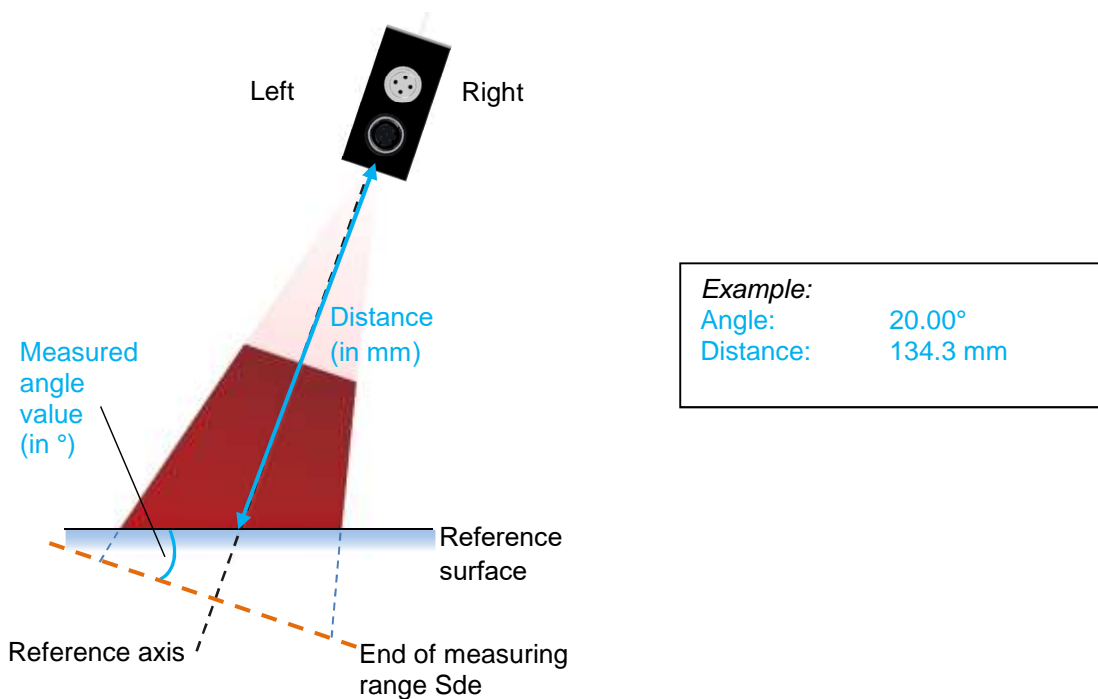 Left
Right
Distance
(in mm)
Measured
angle
value
(in °)
Reference
surface
Reference axis
End of measuring
range Sde
Example:
Angle: 20.00°
Distance: 134.3 mm